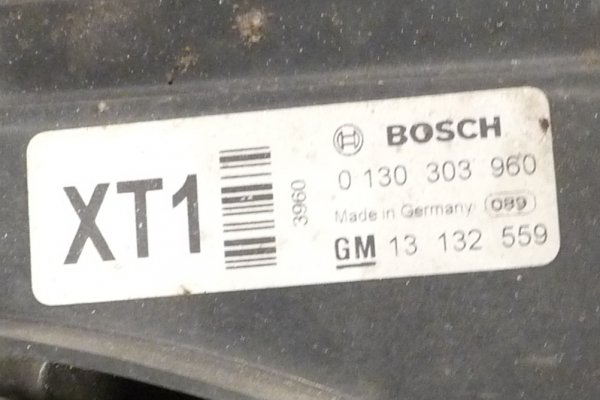 XT1
3960
BOSCH
0 130 303 960
Made in Germany 089
GM 13 132 559